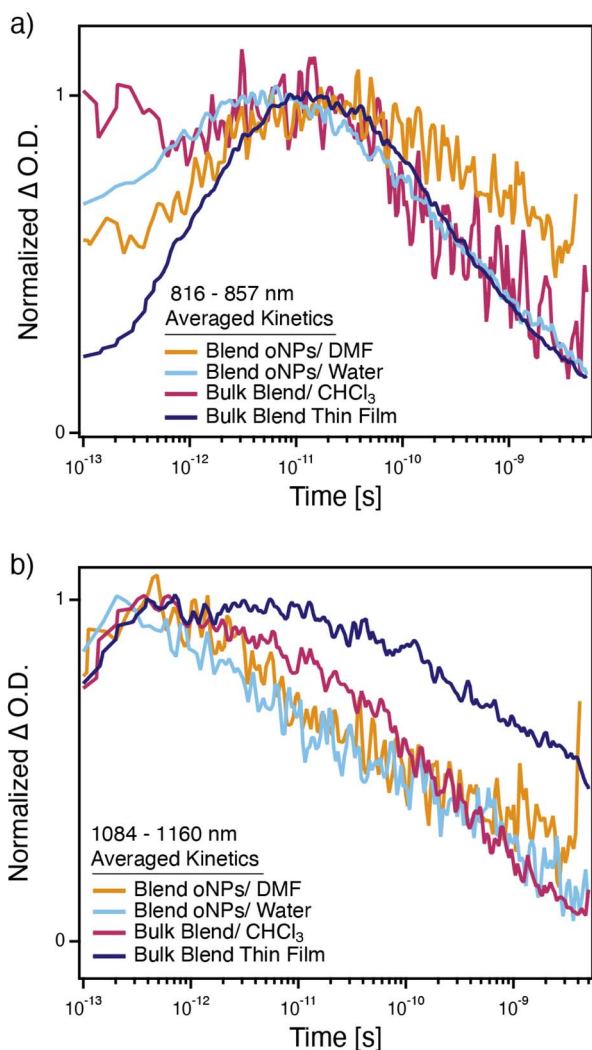 a)
Normalized Δ O.D.
1
0
816 - 857 nm
Averaged Kinetics
Blend oNPs/ DMF
Blend oNPs/ Water
Bulk Blend/ CHCl₃
Bulk Blend Thin Film
10⁻¹³ 10⁻¹² 10⁻¹¹ 10⁻¹⁰ 10⁻⁹
Time [s]
b)
Normalized Δ O.D.
1
0
1084 - 1160 nm
Averaged Kinetics
Blend oNPs/ DMF
Blend oNPs/ Water
Bulk Blend/ CHCl₃
Bulk Blend Thin Film
10⁻¹³ 10⁻¹² 10⁻¹¹ 10⁻¹⁰ 10⁻⁹
Time [s]